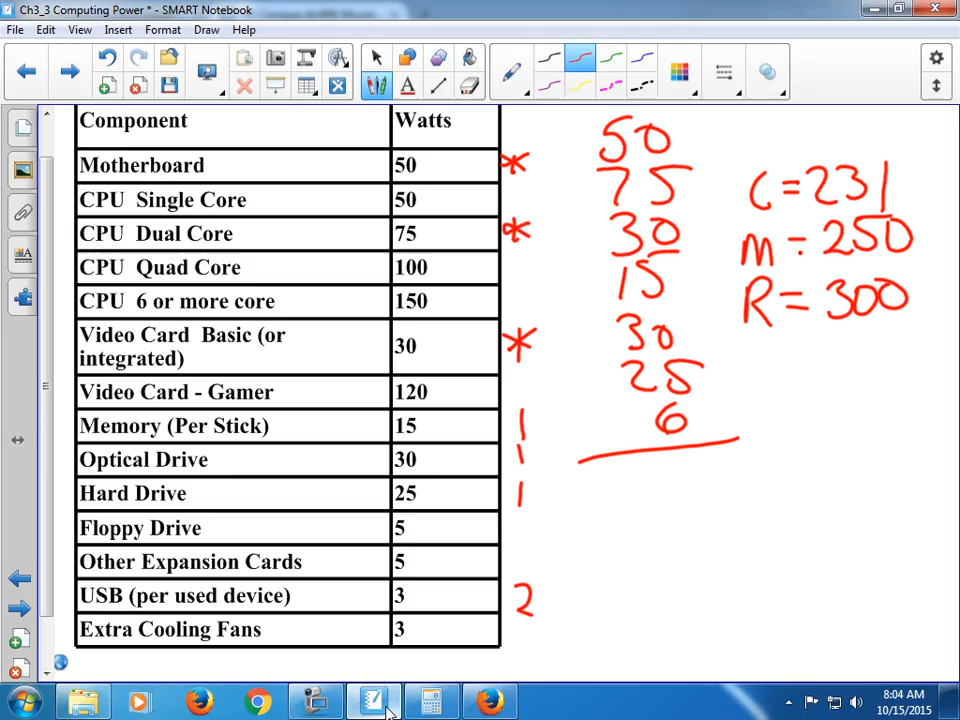 Ch3_3 Computing Power * - SMART Notebook
File Edit View Insert Format Draw Help
Component Watts
Motherboard 50 *
CPU Single Core 50
CPU Dual Core 75 *
CPU Quad Core 100
CPU 6 or more core 150
Video Card Basic (or
integrated) 30 *
Video Card - Gamer 120
Memory (Per Stick) 15 1
Optical Drive 30 1
Hard Drive 25 1
Floppy Drive 5
Other Expansion Cards 5
USB (per used device) 3 2
Extra Cooling Fans 3
50
75
30
15
30
25
6
C = 231
m = 250
R = 300
8:04 AM
10/15/2015